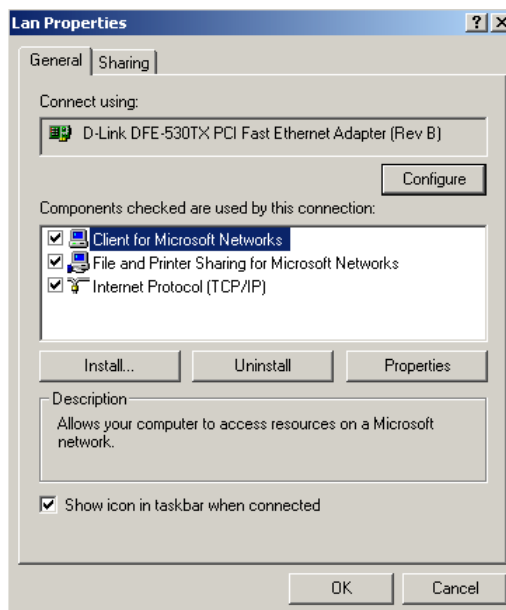 Lan Properties
General Sharing
Connect using:
D-Link DFE-530TX PCI Fast Ethernet Adapter (Rev B)
Configure
Components checked are used by this connection:
Client for Microsoft Networks
File and Printer Sharing for Microsoft Networks
Internet Protocol (TCP/IP)
Install... Uninstall Properties
Description
Allows your computer to access resources on a Microsoft
network.
Show icon in taskbar when connected
OK Cancel